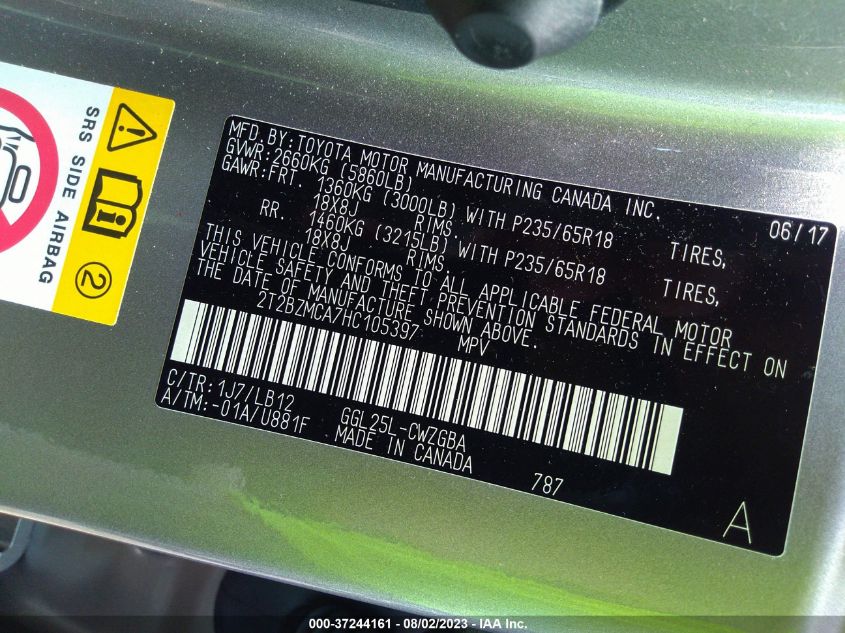 SRS SIDE AIRBAG
2
MFD. BY: TOYOTA MOTOR MANUFACTURING CANADA INC. 06/17
GVWR: 2660KG (5860LB)
GAWR: FRT. 1360KG (3000LB) WITH P235/65R18 TIRES,
18X8J RIMS.
RR. 1460KG (3215LB) WITH P235/65R18 TIRES,
18X8J RIMS.
THIS VEHICLE CONFORMS TO ALL APPLICABLE FEDERAL MOTOR
VEHICLE SAFETY AND THEFT PREVENTION STANDARDS IN EFFECT ON
THE DATE OF MANUFACTURE SHOWN ABOVE.
2T2BZMCA7HC105397 MPV
C/TR: 1J7/LB12
A/TM:-01A/U881F GGL25L-CWZGBA
MADE IN CANADA 787
A
000-37244161 - 08/02/2023 - IAA Inc.